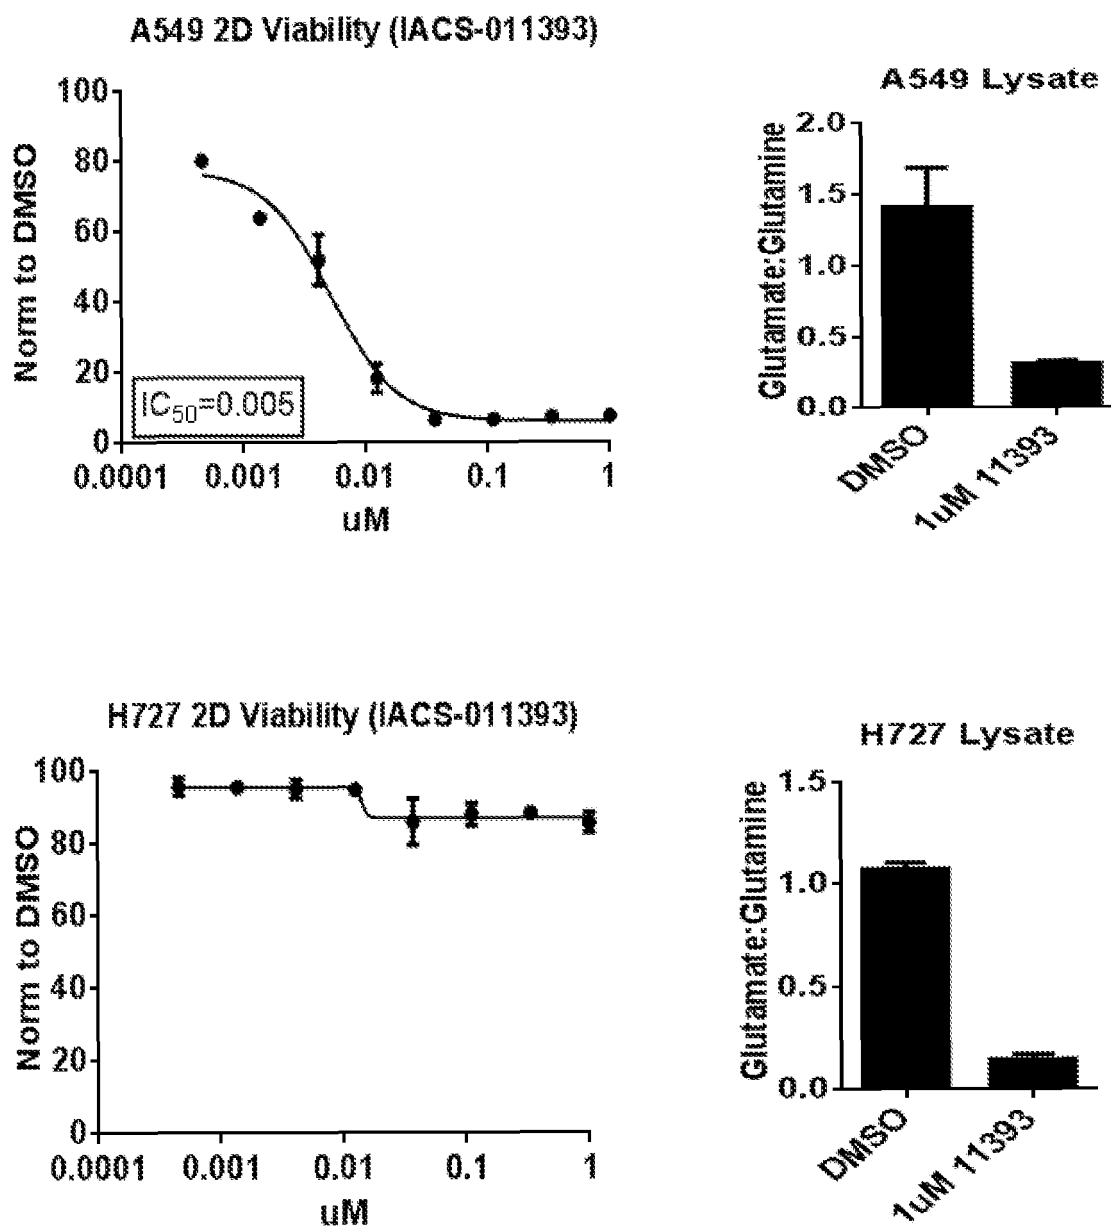 A549 2D Viability (IACS-011393)
Norm to DMSO
100
80
60
40
20
0
IC50=0.005
0.0001
0.001
0.01
0.1
1
uM
A549 Lysate
Glutamate:Glutamine
2.0
1.5
1.0
0.5
0.0
DMSO
1uM 11393
H727 2D Viability (IACS-011393)
Norm to DMSO
100
80
60
40
20
0
0.0001
0.001
0.01
0.1
1
uM
H727 Lysate
Glutamate:Glutamine
1.5
1.0
0.5
0.0
DMSO
1uM 11393